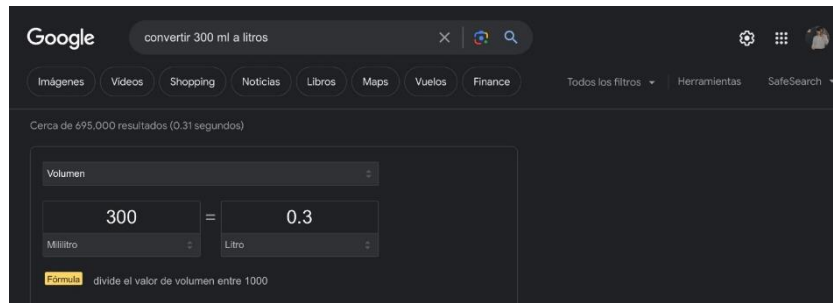 Google convertir 300 ml a litros
Imágenes Videos Shopping Noticias Libros Maps Vuelos Finance Todos los filtros Herramientas SafeSearch
Cerca de 695,000 resultados (0.31 segundos)
Volumen
300 = 0.3
Mililitro Litro
Fórmula divide el valor de volumen entre 1000